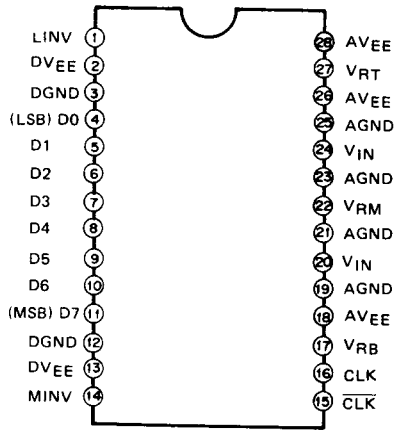 LINV 1
DVEE 2
DGND 3
(LSB) D0 4
D1 5
D2 6
D3 7
D4 8
D5 9
D6 10
(MSB) D7 11
DGND 12
DVEE 13
MINV 14
28 AVEE
27 VRT
26 AVEE
25 AGND
24 VIN
23 AGND
22 VRM
21 AGND
20 VIN
19 AGND
18 AVEE
17 VRB
16 CLK
15 C̅L̅K̅